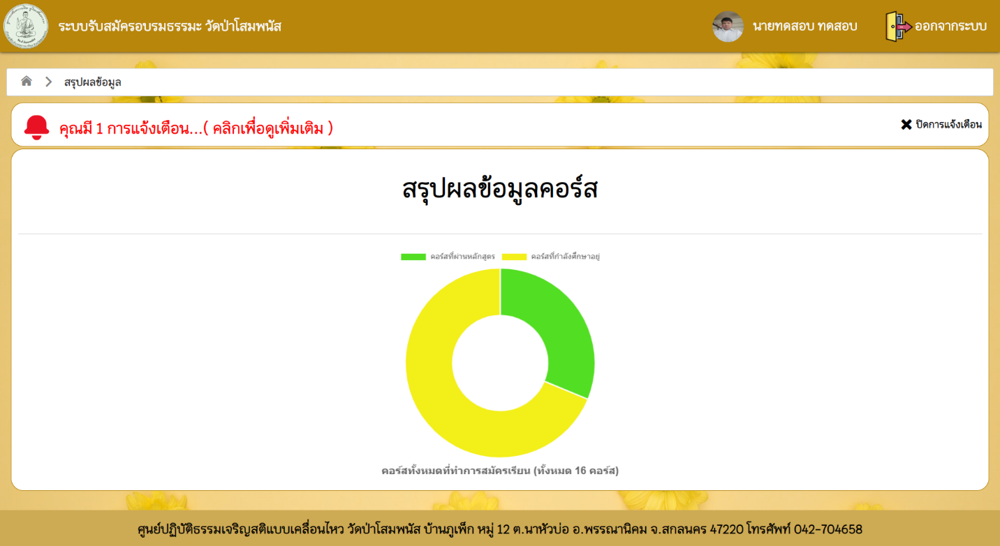 ระบบรับสมัครอบรมธรรมะ วัดป่าโสมพนัส
นายทดสอบ ทดสอบ
ออกจากระบบ
สรุปผลข้อมูล
คุณมี 1 การแจ้งเตือน...( คลิกเพื่อดูเพิ่มเติม )
ปิดการแจ้งเตือน
สรุปผลข้อมูลคอร์ส
คอร์สที่ผ่านหลักสูตร
คอร์สที่กำลังศึกษาอยู่
คอร์สทั้งหมดที่ทำการสมัครเรียน (ทั้งหมด 16 คอร์ส)
ศูนย์ปฏิบัติธรรมเจริญสติแบบเคลื่อนไหว วัดป่าโสมพนัส บ้านภูเพ็ก หมู่ 12 ต.นาหัวบ่อ อ.พรรณานิคม จ.สกลนคร 47220 โทรศัพท์ 042-704658